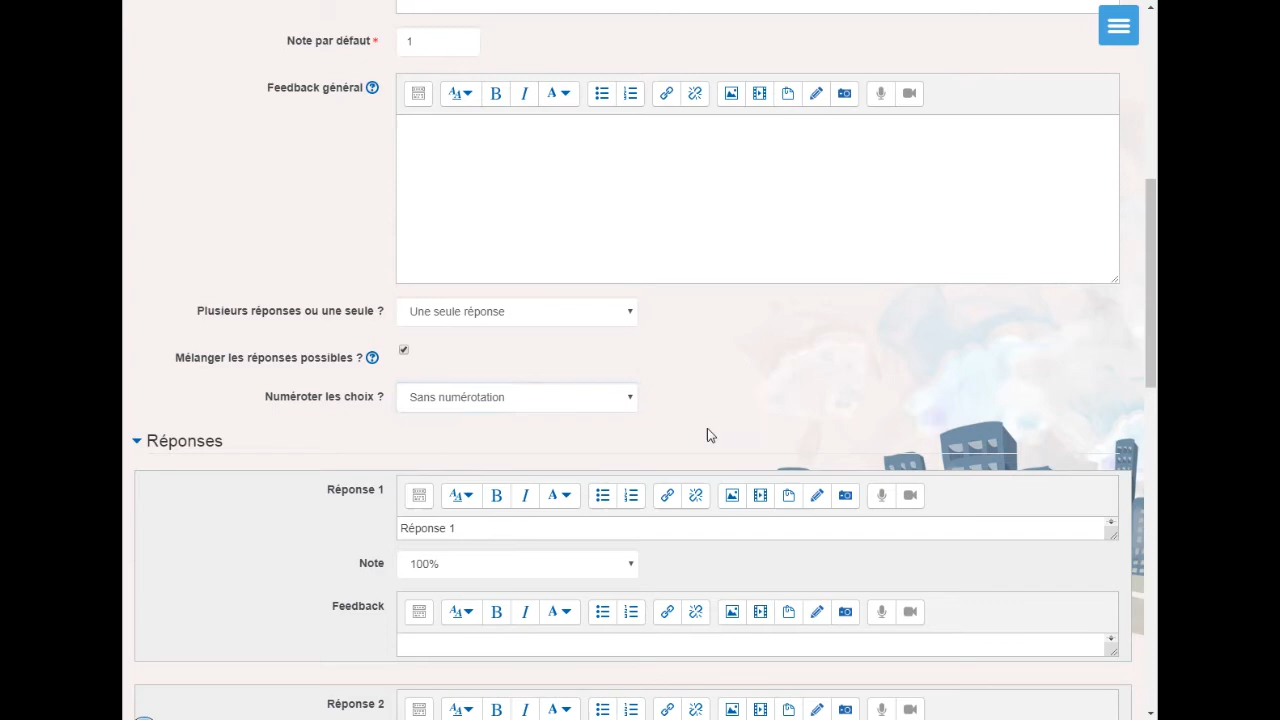 Note par défaut * 1
Feedback général
Plusieurs réponses ou une seule ? Une seule réponse
Mélanger les réponses possibles ?
Numéroter les choix ? Sans numérotation
Réponses
Réponse 1
Réponse 1
Note 100%
Feedback
Réponse 2